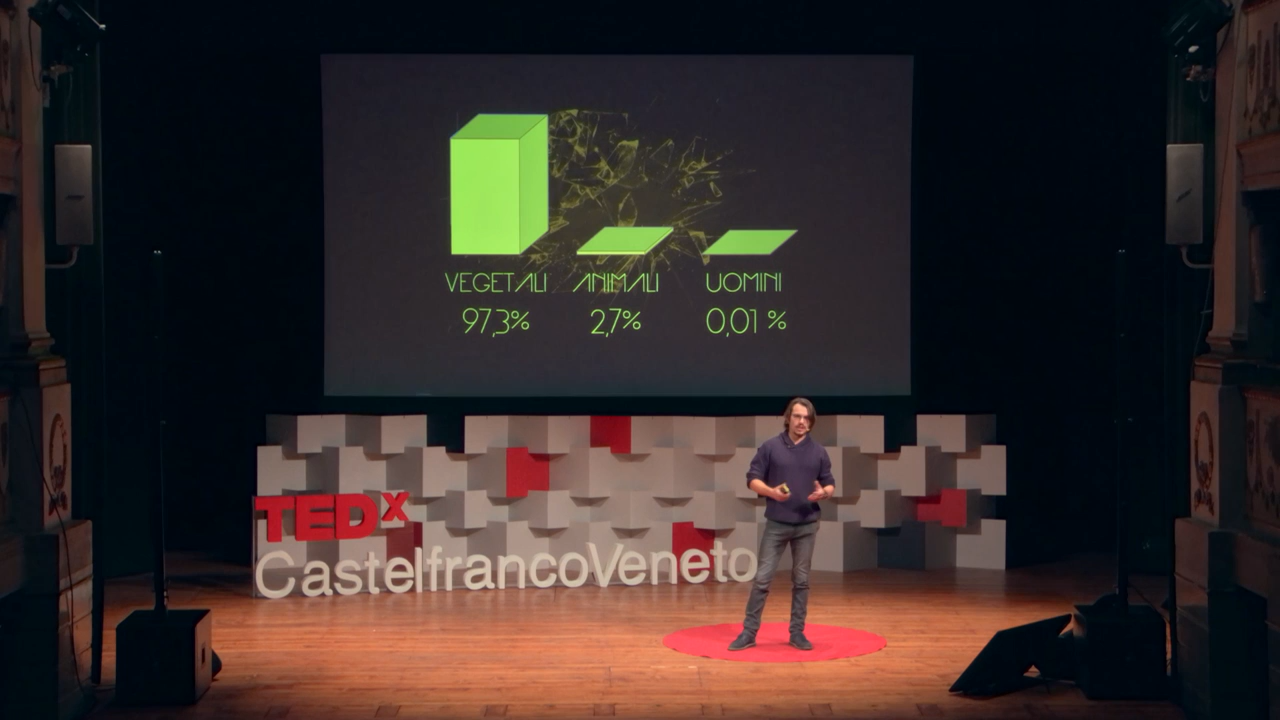 VEGETALI ANIMALI UOMINI
97,3% 2,7% 0,01 %
TEDx
CastelfrancoVeneto